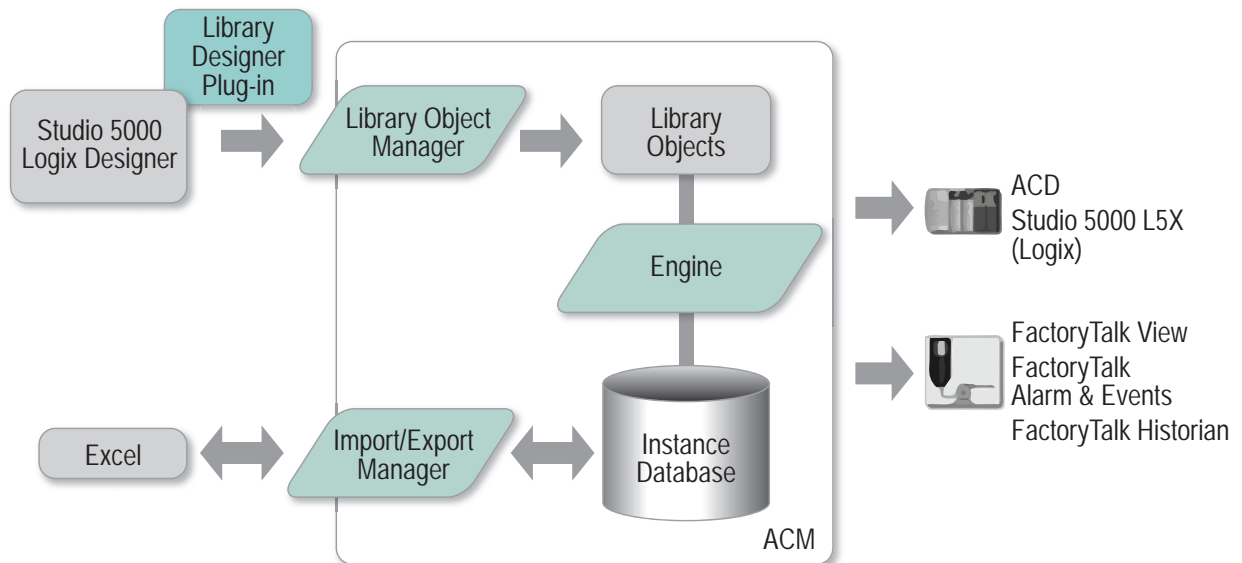 Library
Designer
Plug-in
Studio 5000
Logix Designer
Library Object
Manager
Library
Objects
Engine
ACD
Studio 5000 L5X
(Logix)
FactoryTalk View
FactoryTalk
Alarm & Events
FactoryTalk Historian
Excel
Import/Export
Manager
Instance
Database
ACM